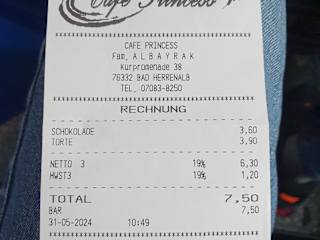 Café Princess
CAFE PRINCESS
Fam. A L B A Y R A K
Kurpromenade 38
76332 BAD HERRENALB
TEL. 07083-8250
RECHNUNG
SCHOKOLADE 3,60
TORTE 3,90
NETTO 3 19% 6,30
MWST3 19% 1,20
TOTAL 7,50
BAR 7,50
31-05-2024 10:49